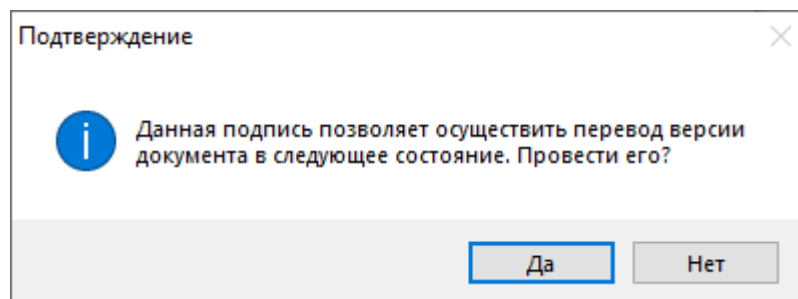 Подтверждение
Данная подпись позволяет осуществить перевод версии
документа в следующее состояние. Провести его?
Да
Нет